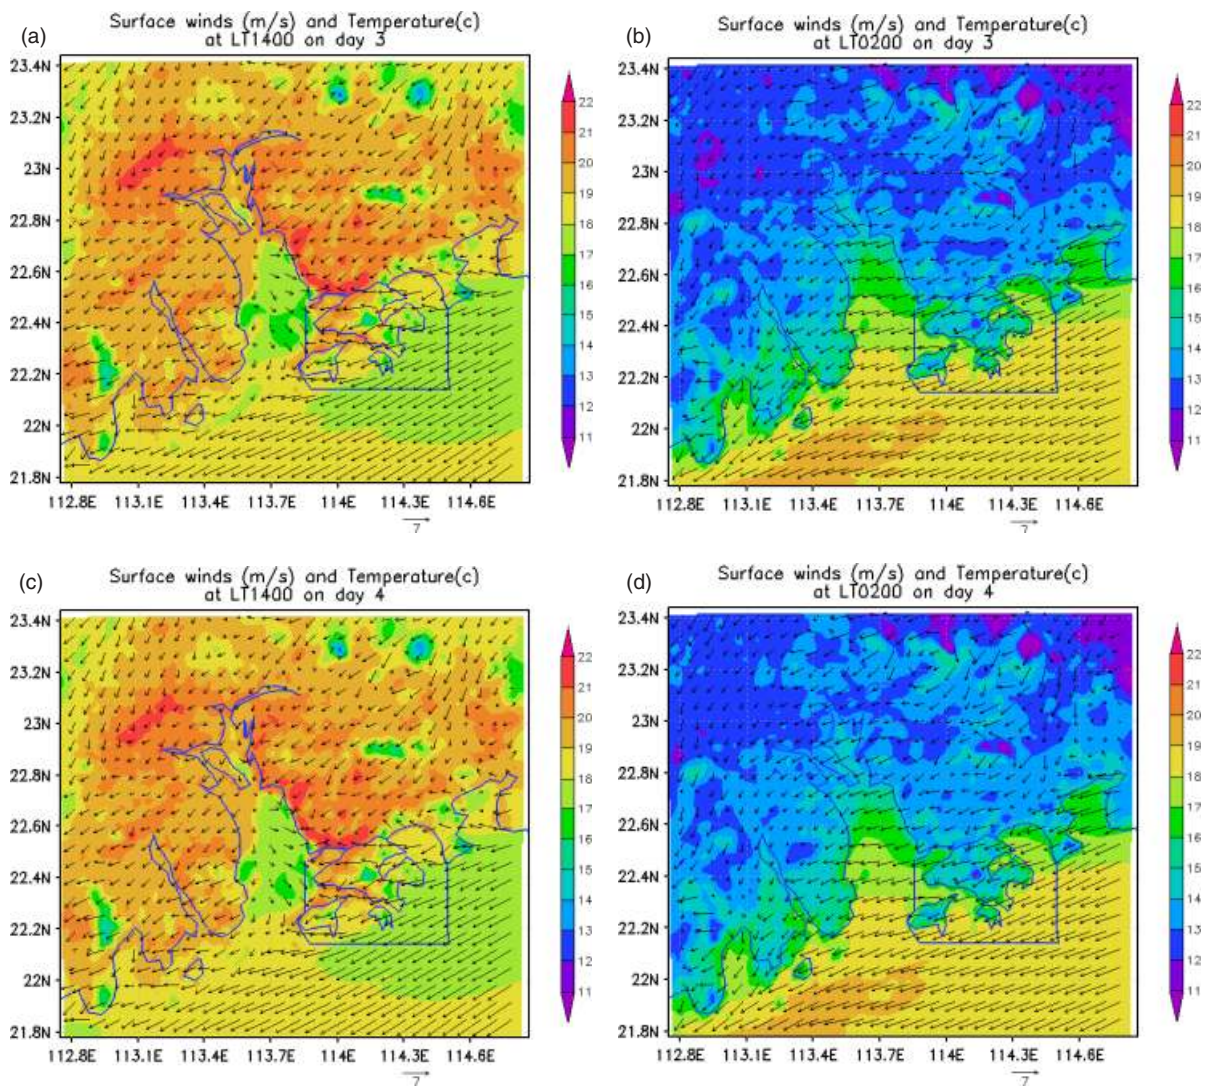 (a)
Surface winds (m/s) and Temperature(c)
at LT1400 on day 3
23.4N
23.2N
23N
22.8N
22.6N
22.4N
22.2N
22N
21.8N
112.8E 113.1E 113.4E 113.7E 114E 114.3E 114.6E
7
22
21
20
19
18
17
16
15
14
13
12
11
(b)
Surface winds (m/s) and Temperature(c)
at LT0200 on day 3
23.4N
23.2N
23N
22.8N
22.6N
22.4N
22.2N
22N
21.8N
112.8E 113.1E 113.4E 113.7E 114E 114.3E 114.6E
7
22
21
20
19
18
17
16
15
14
13
12
11
(c)
Surface winds (m/s) and Temperature(c)
at LT1400 on day 4
23.4N
23.2N
23N
22.8N
22.6N
22.4N
22.2N
22N
21.8N
112.8E 113.1E 113.4E 113.7E 114E 114.3E 114.6E
7
22
21
20
19
18
17
16
15
14
13
12
11
(d)
Surface winds (m/s) and Temperature(c)
at LT0200 on day 4
23.4N
23.2N
23N
22.8N
22.6N
22.4N
22.2N
22N
21.8N
112.8E 113.1E 113.4E 113.7E 114E 114.3E 114.6E
7
22
21
20
19
18
17
16
15
14
13
12
11